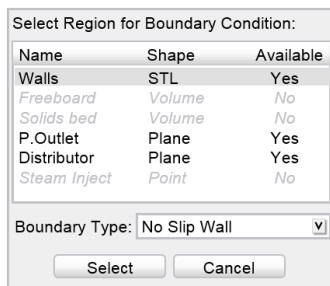 Select Region for Boundary Condition:
Name Shape Available
Walls STL Yes
Freeboard Volume No
Solids bed Volume No
P.Outlet Plane Yes
Distributor Plane Yes
Steam Inject Point No
Boundary Type: No Slip Wall
Select Cancel